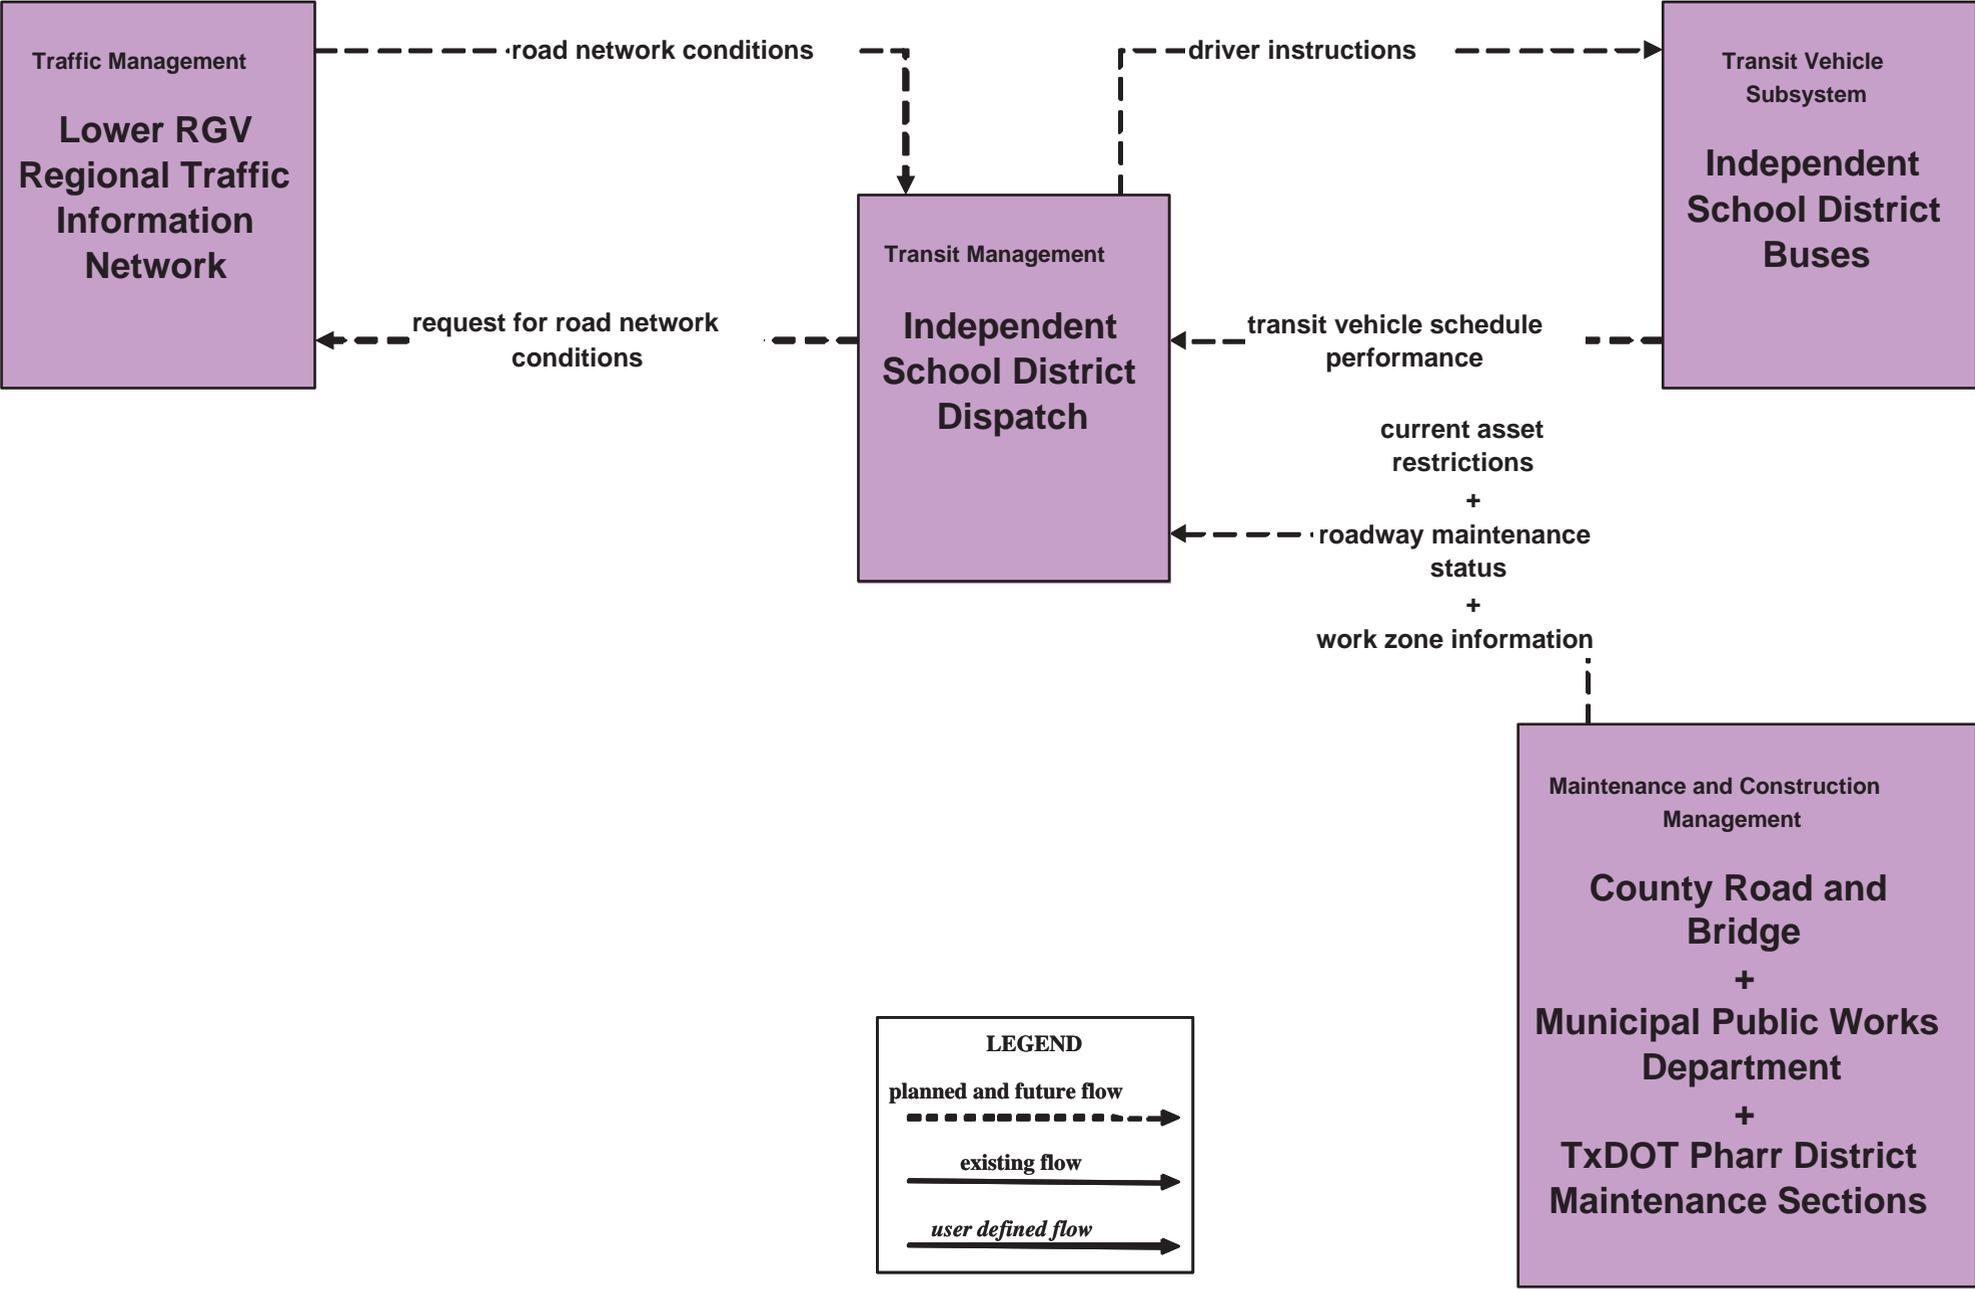 Traffic Management
Lower RGV
Regional Traffic
Information
Network
road network conditions
request for road network
conditions
Transit Management
Independent
School District
Dispatch
driver instructions
Transit Vehicle
Subsystem
Independent
School District
Buses
transit vehicle schedule
performance
current asset
restrictions
+
roadway maintenance
status
+
work zone information
Maintenance and Construction
Management
County Road and
Bridge
+
Municipal Public Works
Department
+
TxDOT Pharr District
Maintenance Sections
LEGEND
planned and future flow
existing flow
user defined flow